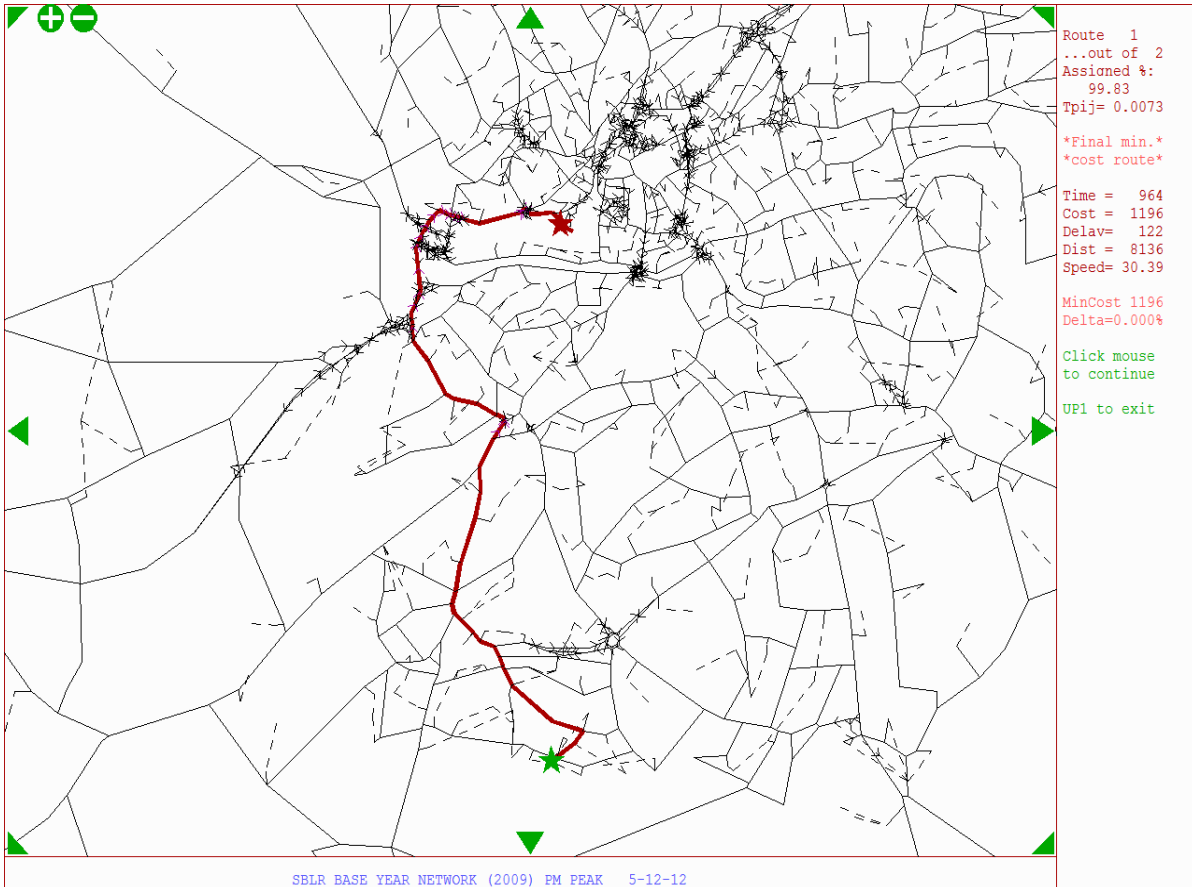 Route 1
...out of 2
Assigned %:
99.83
Tpij= 0.0073
*Final min.*
*cost route*
Time = 964
Cost = 1196
Delay= 122
Dist = 8136
Speed= 30.39
MinCost 1196
Delta=0.000%
Click mouse
to continue
UP1 to exit
SBLR BASE YEAR NETWORK (2009) PM PEAK 5-12-12